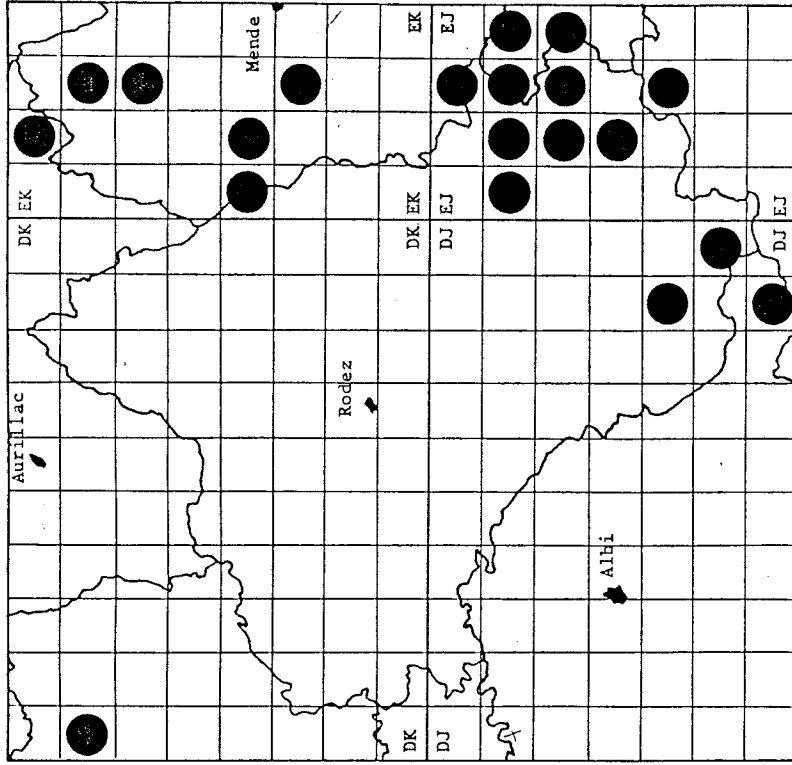 Aurillac
Mende
Rodez
Albi
DK EK
EK
EJ
DK EK
DJ EJ
DK
DJ
DJ EJ